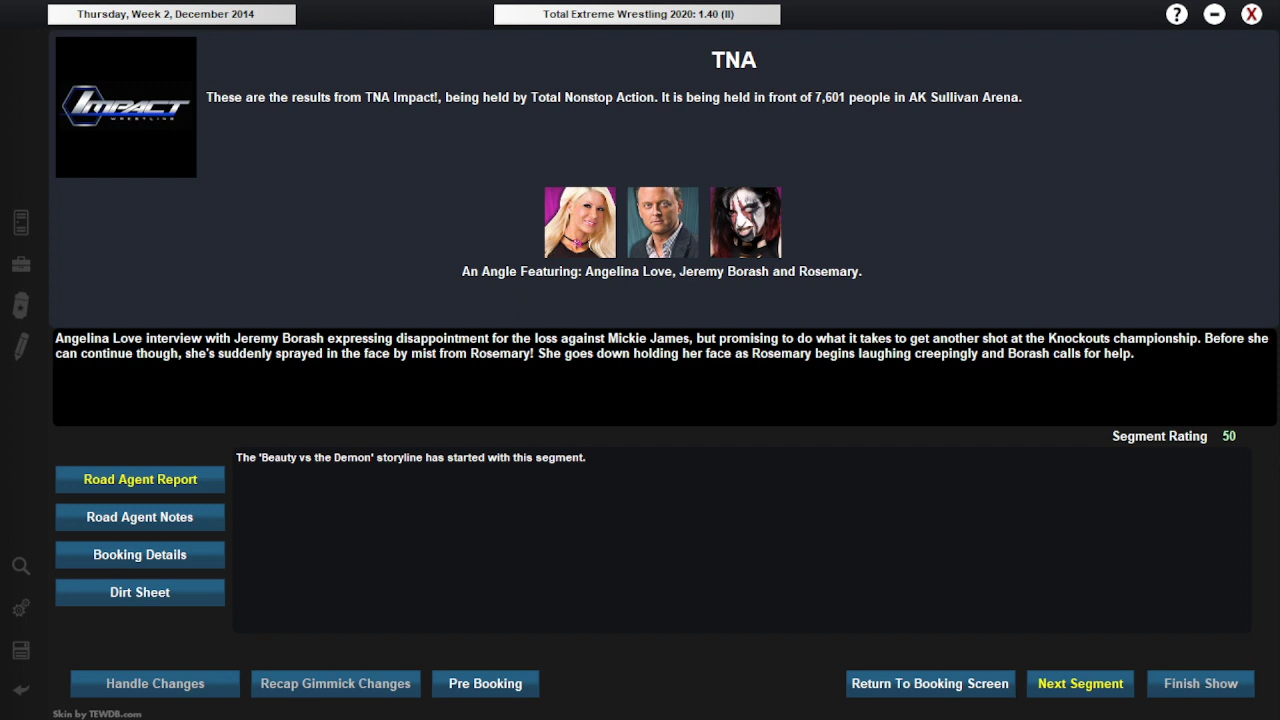 Thursday, Week 2, December 2014
Total Extreme Wrestling 2020: 1.40 (II)
?
X
TNA
IMPACT
WRESTLING
These are the results from TNA Impact!, being held by Total Nonstop Action. It is being held in front of 7,601 people in AK Sullivan Arena.
An Angle Featuring: Angelina Love, Jeremy Borash and Rosemary.
Angelina Love interview with Jeremy Borash expressing disappointment for the loss against Mickie James, but promising to do what it takes to get another shot at the Knockouts championship. Before she
can continue though, she's suddenly sprayed in the face by mist from Rosemary! She goes down holding her face as Rosemary begins laughing creepingly and Borash calls for help.
Segment Rating 50
The 'Beauty vs the Demon' storyline has started with this segment.
Road Agent Report
Road Agent Notes
Booking Details
Dirt Sheet
Handle Changes
Recap Gimmick Changes
Pre Booking
Return To Booking Screen
Next Segment
Finish Show
Skin by TEWDB.com